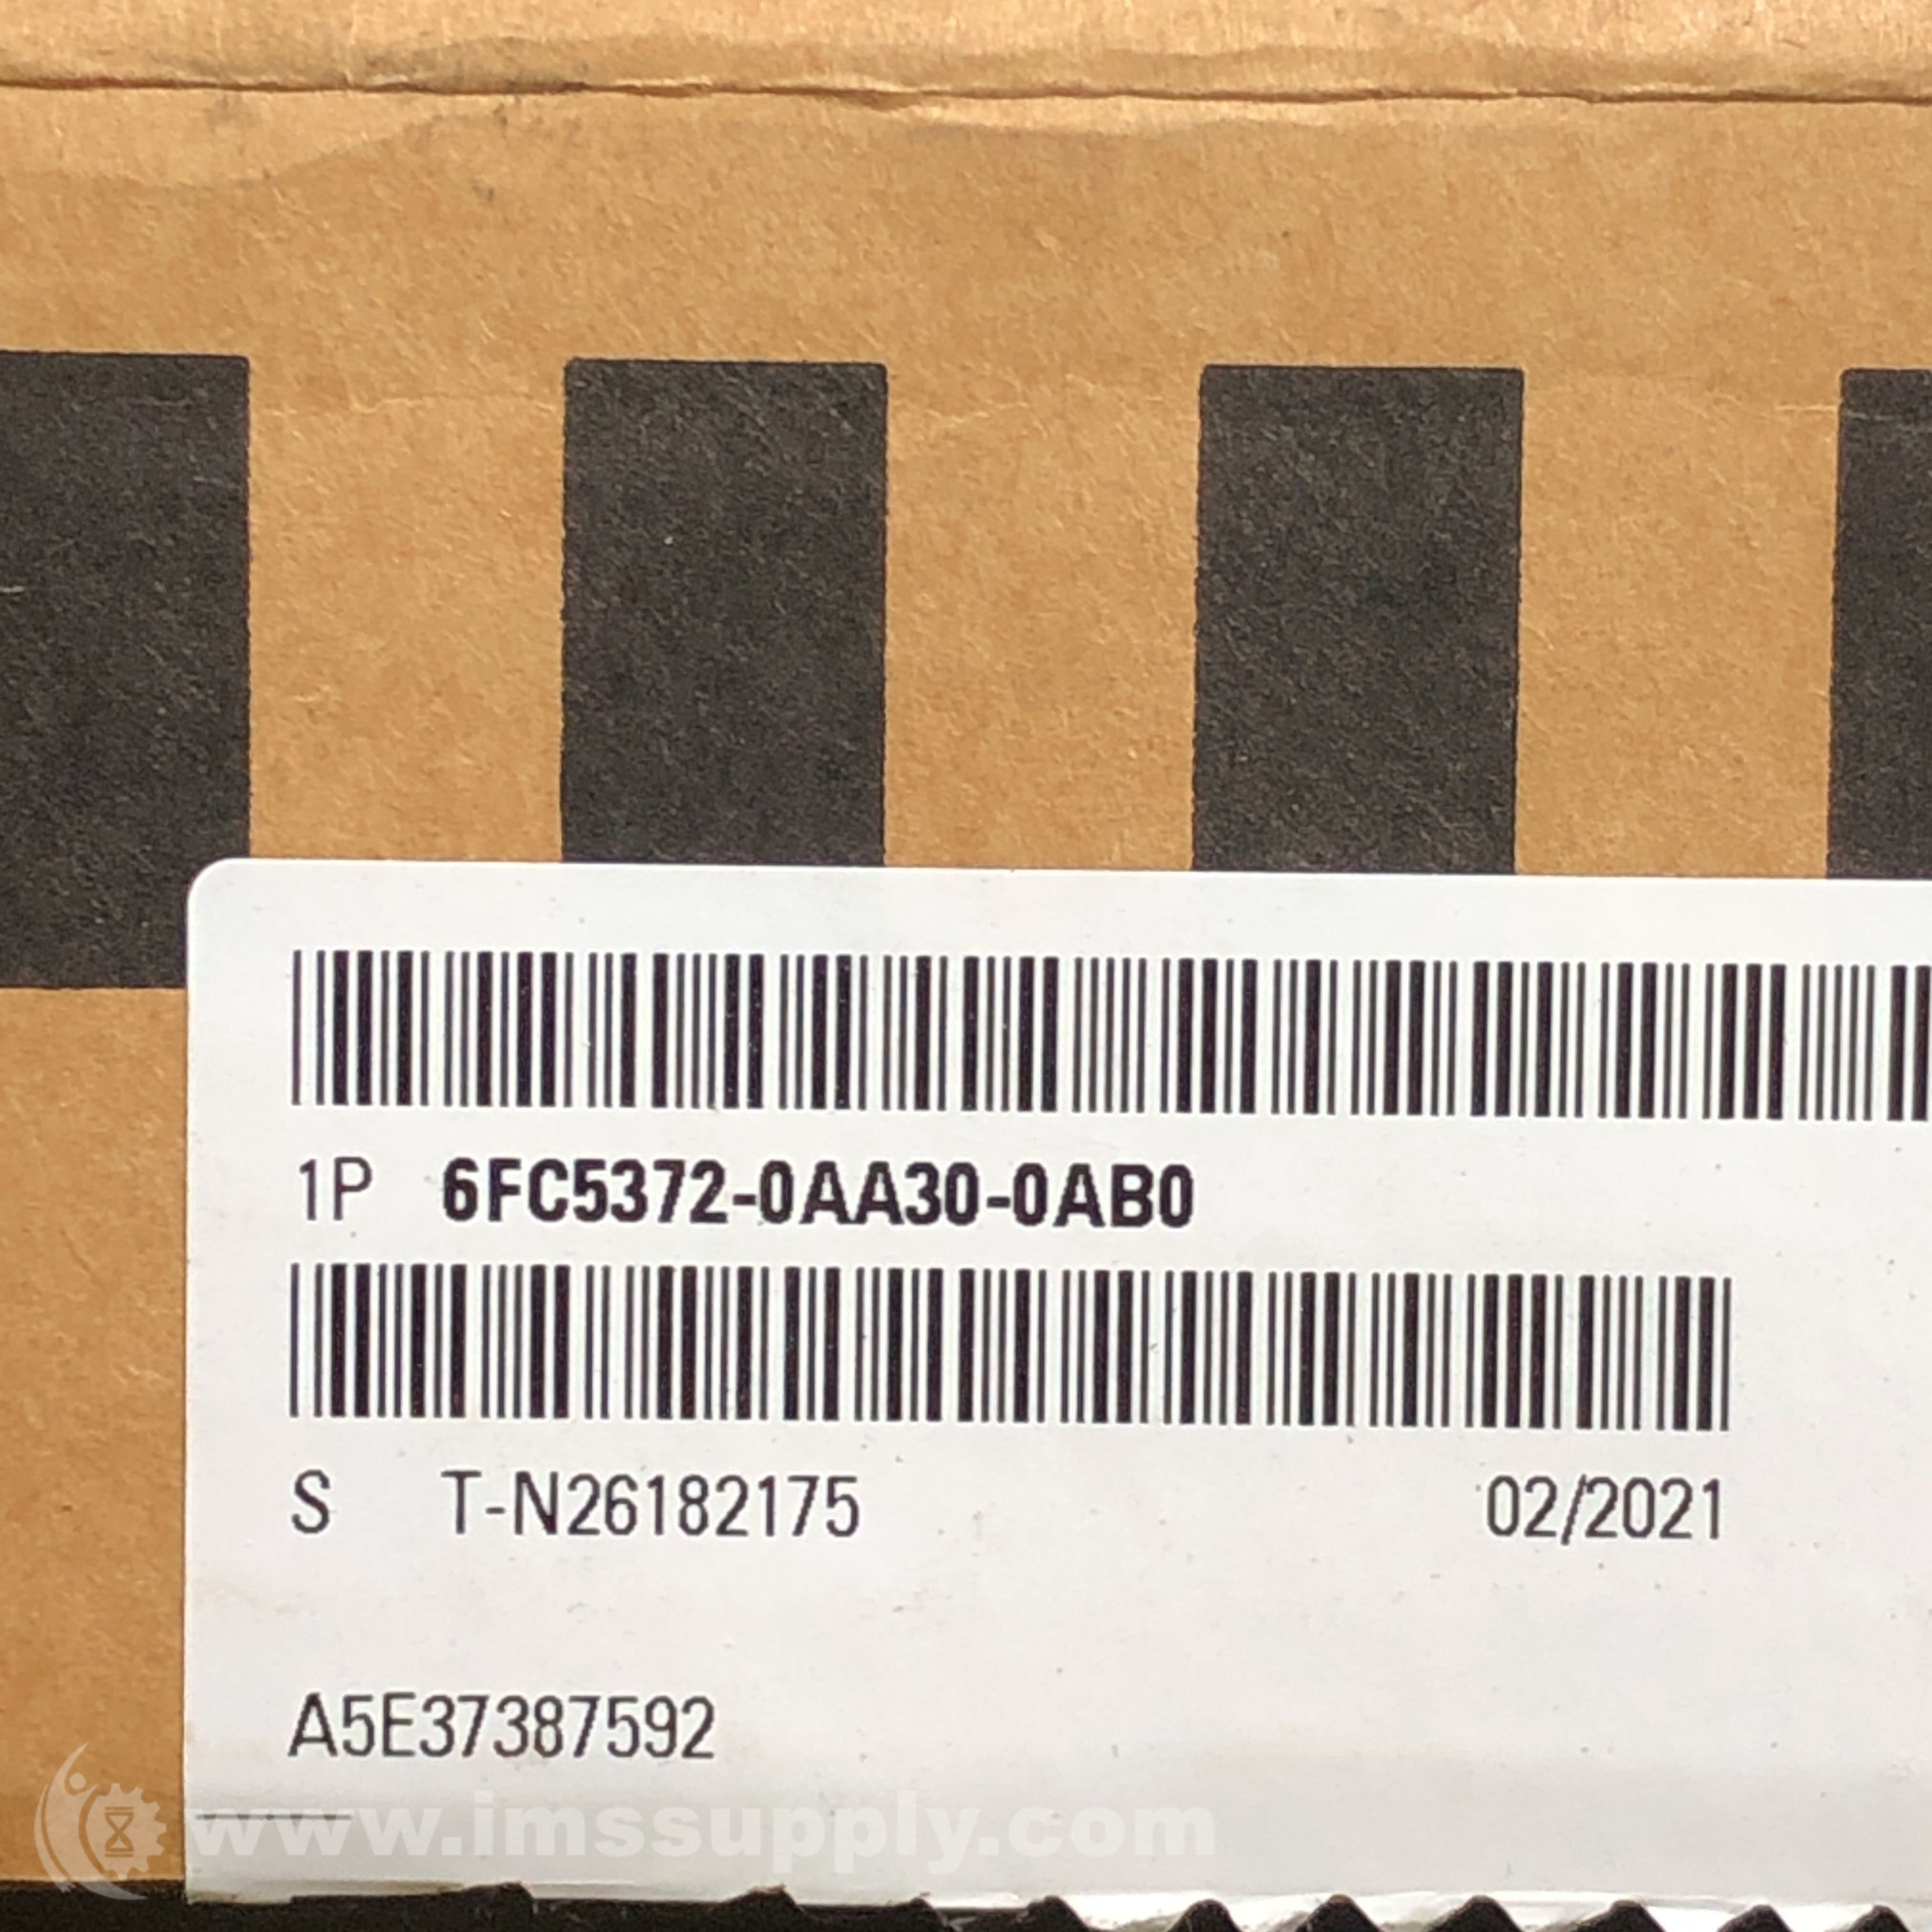 1P 6FC5372-0AA30-0AB0
S T-N26182175 02/2021
A5E37387592
www.imssupply.com